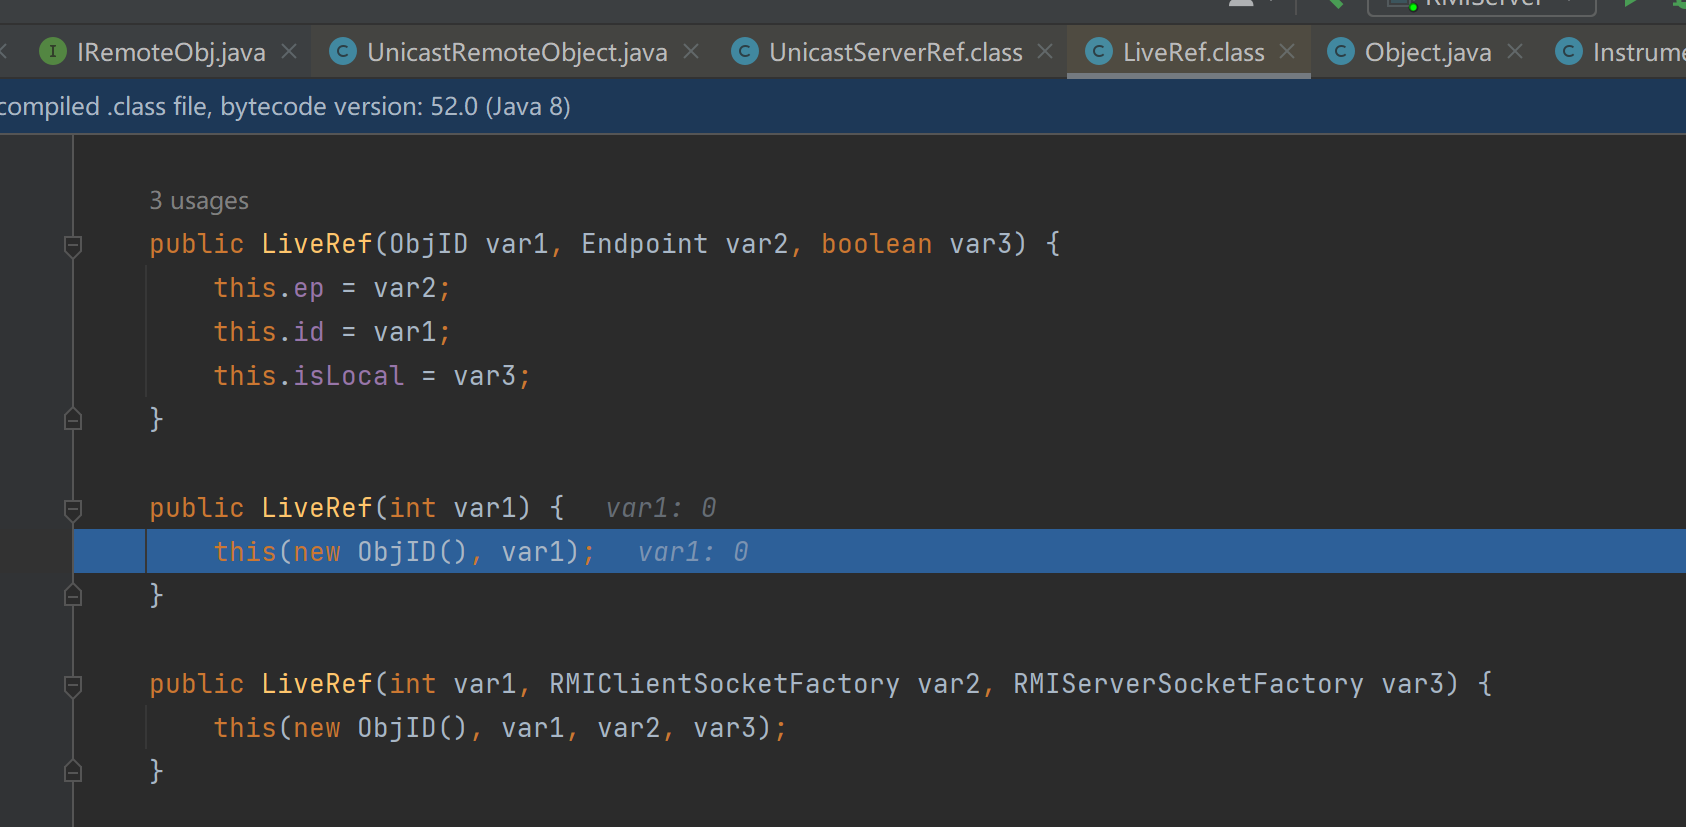 RMIServer
IRemoteObj.java UnicastRemoteObject.java UnicastServerRef.class LiveRef.class Object.java
compiled .class file, bytecode version: 52.0 (Java 8)
3 usages
public LiveRef(ObjID var1, Endpoint var2, boolean var3) {
this.ep = var2;
this.id = var1;
this.isLocal = var3;
}
public LiveRef(int var1) { var1: 0
this(new ObjID(), var1); var1: 0
}
public LiveRef(int var1, RMIClientSocketFactory var2, RMIServerSocketFactory var3) {
this(new ObjID(), var1, var2, var3);
}